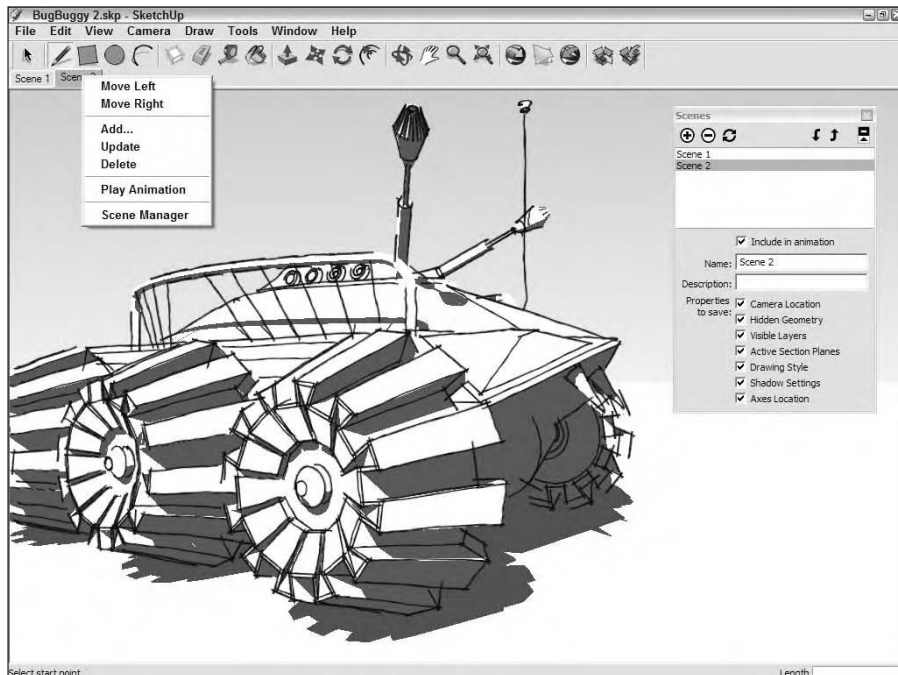 BugBuggy 2.skp - SketchUp
File Edit View Camera Draw Tools Window Help
Scene 1
Move Left
Move Right
Add...
Update
Delete
Play Animation
Scene Manager
Scenes
Scene 1
Scene 2
Include in animation
Name: Scene 2
Description:
Properties
to save:
Camera Location
Hidden Geometry
Visible Layers
Active Section Planes
Drawing Style
Shadow Settings
Axes Location
Select start point
Length